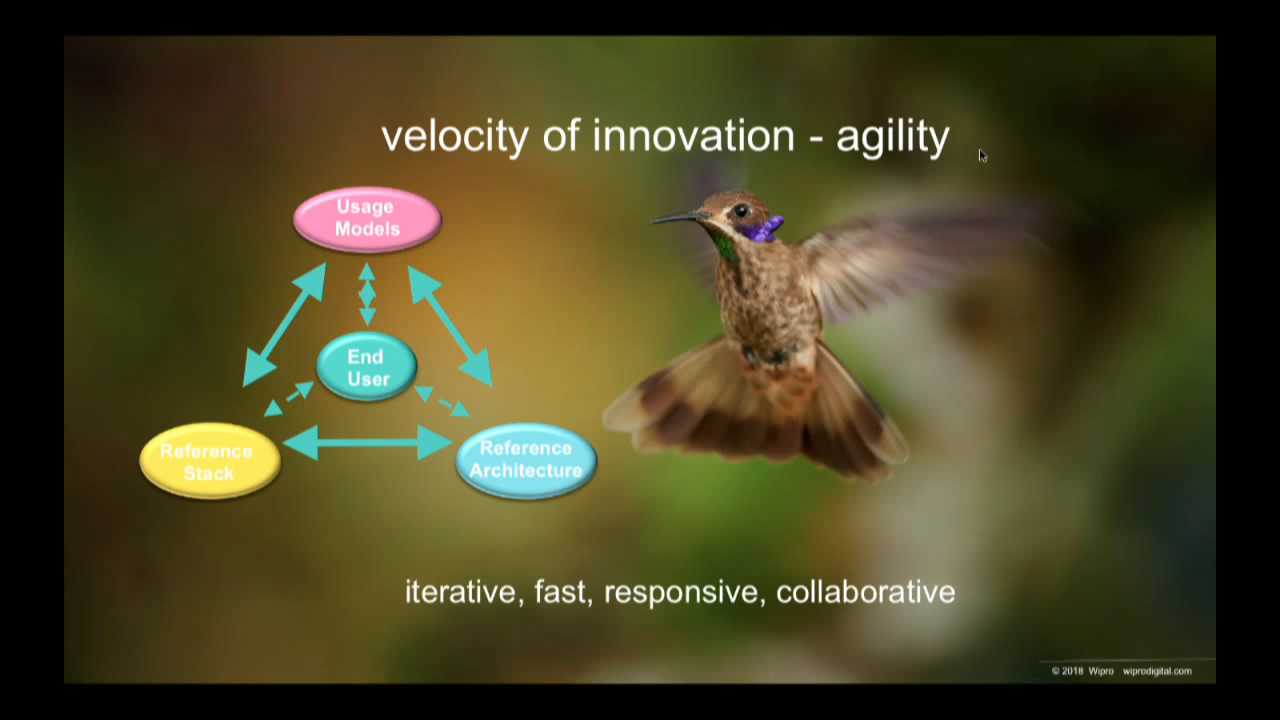 velocity of innovation - agility
Usage
Models
End
User
Reference
Stack
Reference
Architecture
iterative, fast, responsive, collaborative
© 2018 Wipro wiprodigital.com